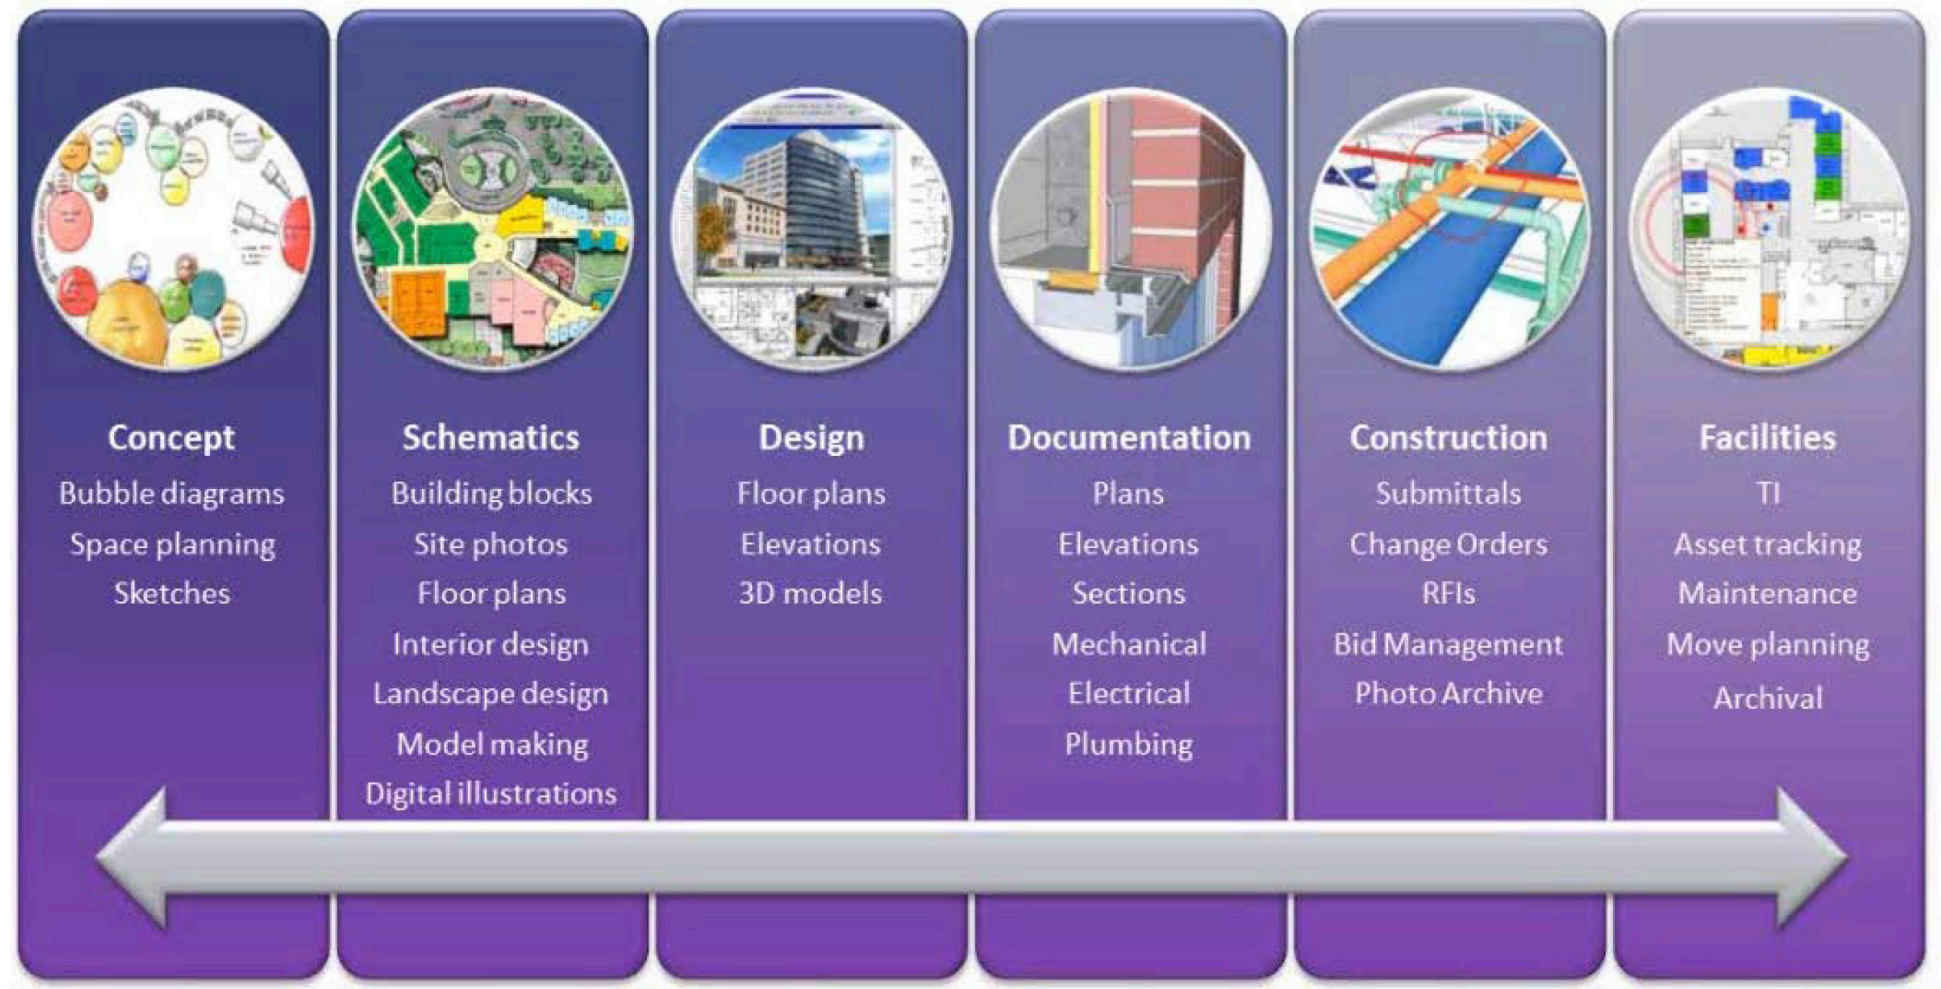 Concept
Bubble diagrams
Space planning
Sketches
Schematics
Building blocks
Site photos
Floor plans
Interior design
Landscape design
Model making
Digital illustrations
Design
Floor plans
Elevations
3D models
Documentation
Plans
Elevations
Sections
Mechanical
Electrical
Plumbing
Construction
Submittals
Change Orders
RFIs
Bid Management
Photo Archive
Facilities
TI
Asset tracking
Maintenance
Move planning
Archival